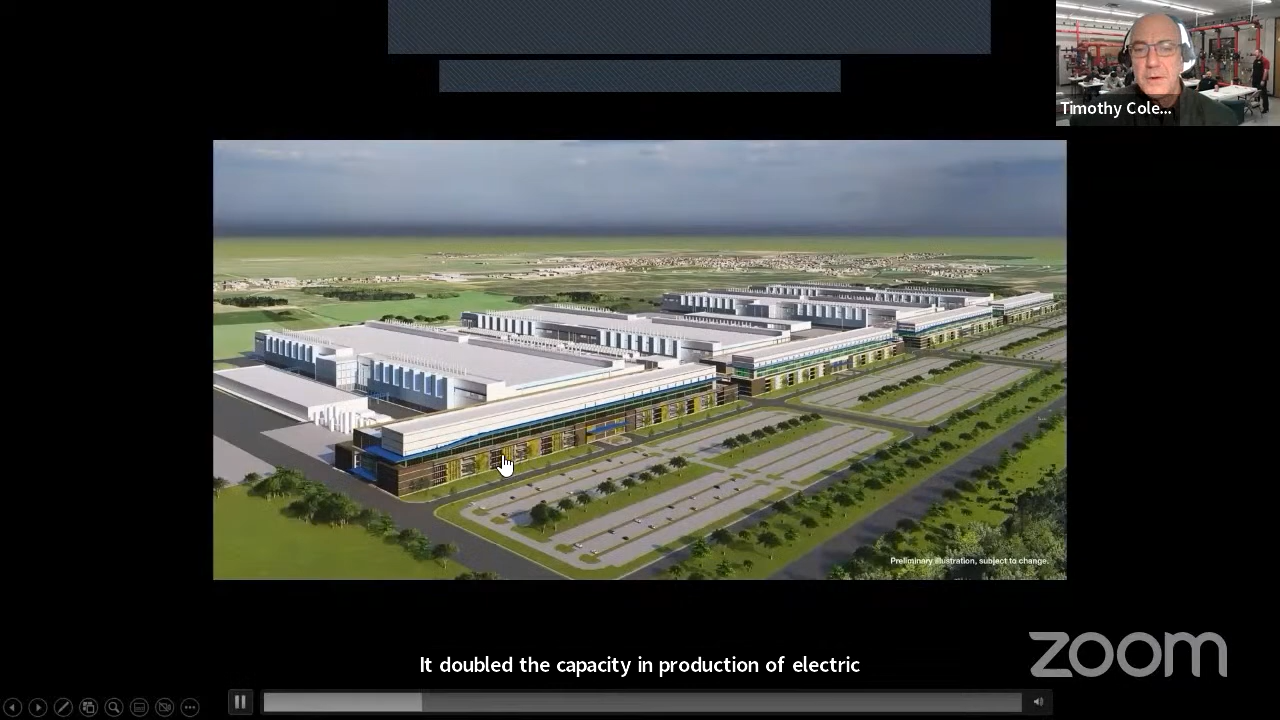 Timothy Cole...
Preliminary illustration, subject to change.
It doubled the capacity in production of electric
zoom